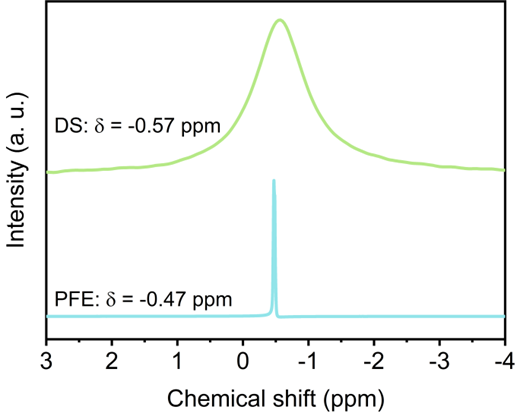 Intensity (a. u.)
DS: δ = -0.57 ppm
PFE: δ = -0.47 ppm
3 2 1 0 -1 -2 -3 -4
Chemical shift (ppm)